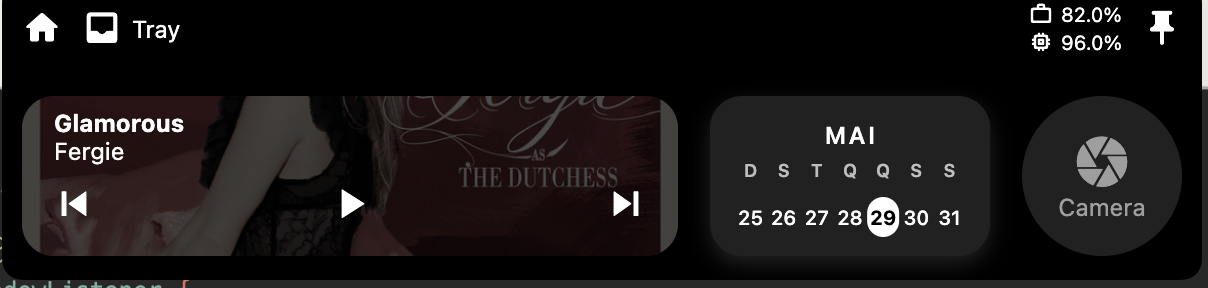 Tray
82.0%
96.0%
Glamorous
Fergie
Fergie
AS
THE DUTCHESS
MAI
D S T Q Q S S
25 26 27 28 29 30 31
Camera